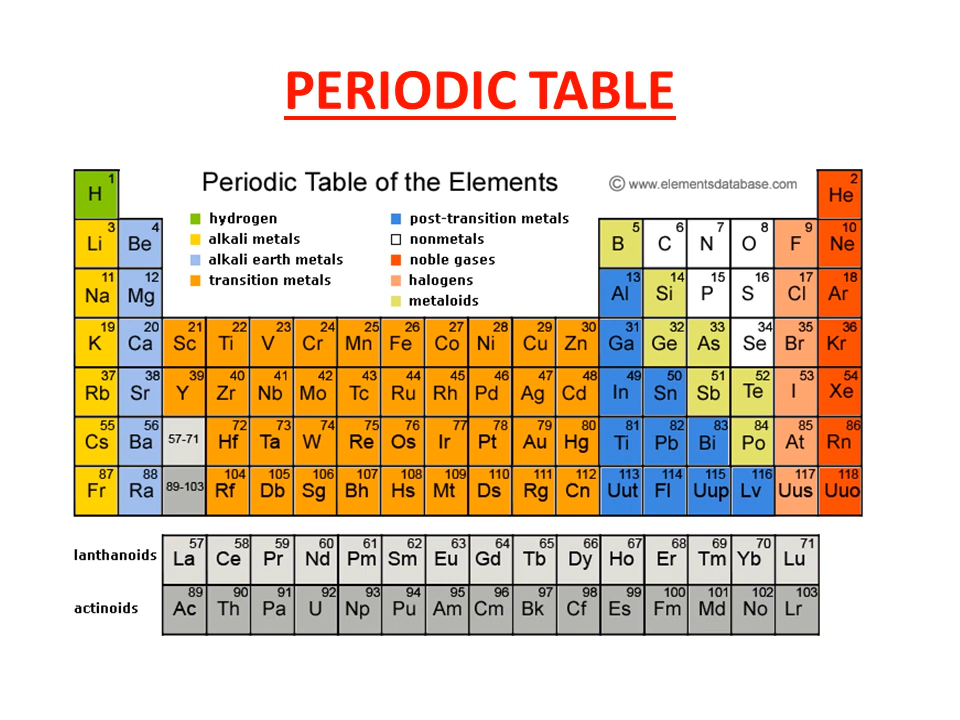 PERIODIC TABLE
Periodic Table of the Elements
© www.elementsdatabase.com
hydrogen
alkali metals
alkali earth metals
transition metals
post-transition metals
nonmetals
noble gases
halogens
metaloids
1 H 2 He
3 Li 4 Be 5 B 6 C 7 N 8 O 9 F 10 Ne
11 Na 12 Mg 13 Al 14 Si 15 P 16 S 17 Cl 18 Ar
19 K 20 Ca 21 Sc 22 Ti 23 V 24 Cr 25 Mn 26 Fe 27 Co 28 Ni 29 Cu 30 Zn 31 Ga 32 Ge 33 As 34 Se 35 Br 36 Kr
37 Rb 38 Sr 39 Y 40 Zr 41 Nb 42 Mo 43 Tc 44 Ru 45 Rh 46 Pd 47 Ag 48 Cd 49 In 50 Sn 51 Sb 52 Te 53 I 54 Xe
55 Cs 56 Ba 57-71 72 Hf 73 Ta 74 W 75 Re 76 Os 77 Ir 78 Pt 79 Au 80 Hg 81 Ti 82 Pb 83 Bi 84 Po 85 At 86 Rn
87 Fr 88 Ra 89-103 104 Rf 105 Db 106 Sg 107 Bh 108 Hs 109 Mt 110 Ds 111 Rg 112 Cn 113 Uut 114 Fl 115 Uup 116 Lv 117 Uus 118 Uuo
lanthanoids 57 La 58 Ce 59 Pr 60 Nd 61 Pm 62 Sm 63 Eu 64 Gd 65 Tb 66 Dy 67 Ho 68 Er 69 Tm 70 Yb 71 Lu
actinoids 89 Ac 90 Th 91 Pa 92 U 93 Np 94 Pu 95 Am 96 Cm 97 Bk 98 Cf 99 Es 100 Fm 101 Md 102 No 103 Lr